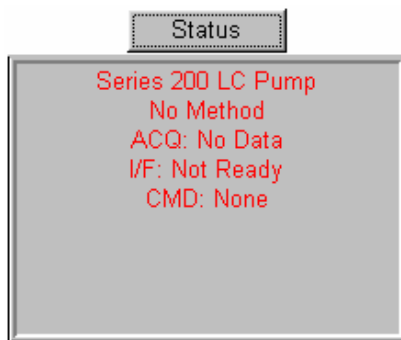 Status
Series 200 LC Pump
No Method
ACQ: No Data
I/F: Not Ready
CMD: None